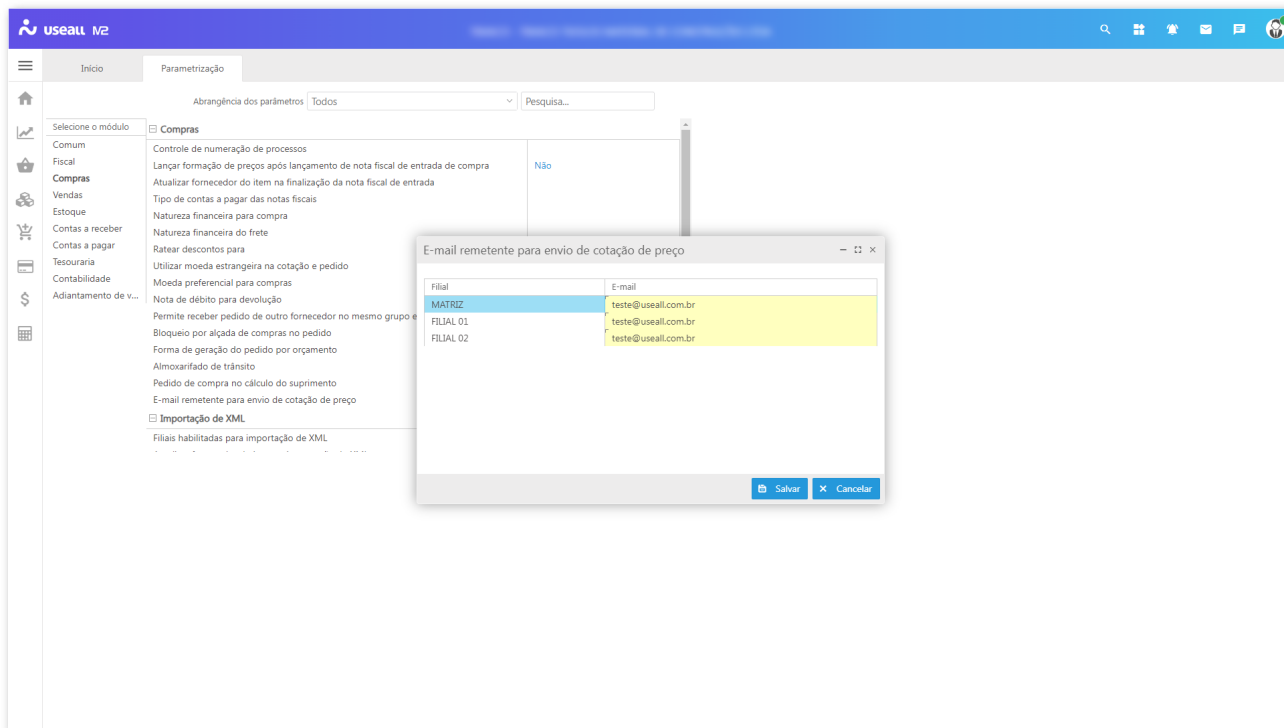 useall M2
Início
Parametrização
Abrangência dos parâmetros Todos Pesquisa...
Selecione o módulo
Comum
Fiscal
Compras
Vendas
Estoque
Contas a receber
Contas a pagar
Tesouraria
Contabilidade
Adiantamento de v...
Compras
Controle de numeração de processos
Lançar formação de preços após lançamento de nota fiscal de entrada de compra Não
Atualizar fornecedor do item na finalização da nota fiscal de entrada
Tipo de contas a pagar das notas fiscais
Natureza financeira para compra
Natureza financeira do frete
Ratear descontos para
Utilizar moeda estrangeira na cotação e pedido
Moeda preferencial para compras
Nota de débito para devolução
Permite receber pedido de outro fornecedor no mesmo grupo e
Bloqueio por alçada de compras no pedido
Forma de geração do pedido por orçamento
Almoxarifado de trânsito
Pedido de compra no cálculo do suprimento
E-mail remetente para envio de cotação de preço
Importação de XML
Filiais habilitadas para importação de XML
E-mail remetente para envio de cotação de preço
Filial E-mail
MATRIZ teste@useall.com.br
FILIAL 01 teste@useall.com.br
FILIAL 02 teste@useall.com.br
Salvar Cancelar